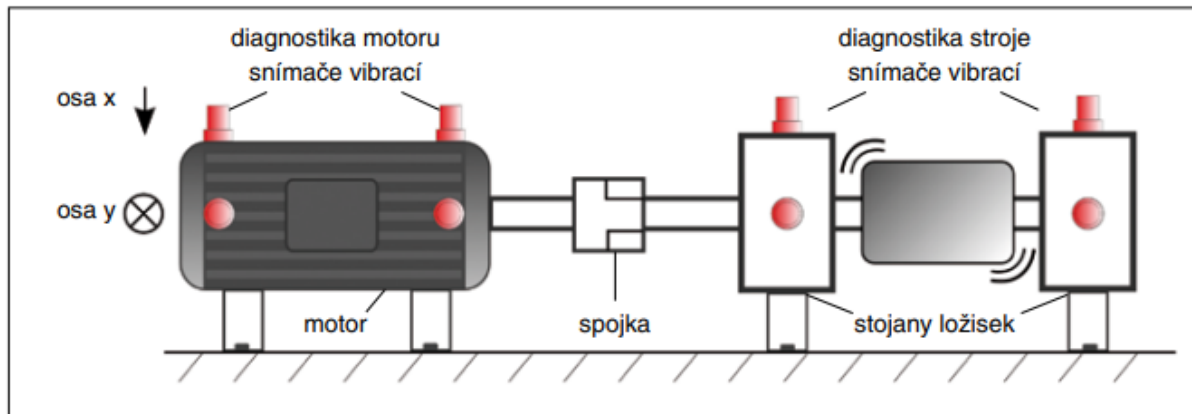 diagnostika motoru
snímače vibrací
diagnostika stroje
snímače vibrací
osa x
osa y
motor
spojka
stojany ložisek